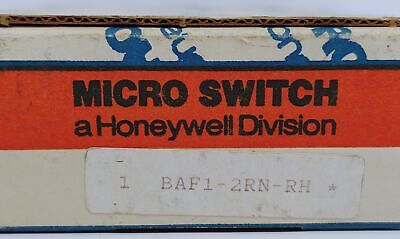 MICRO SWITCH
a Honeywell Division
1 BAF1-2RN-RH *